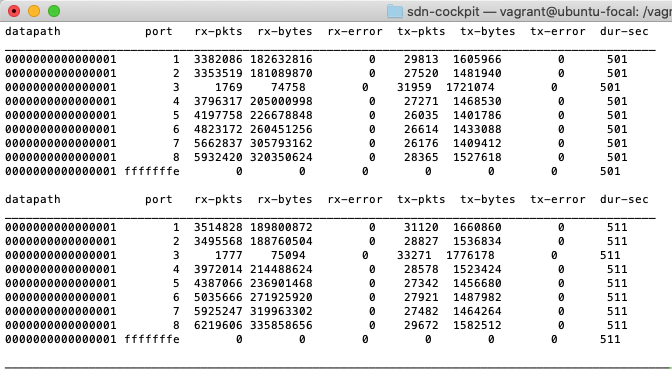 sdn-cockpit — vagrant@ubuntu-focal: /vagr
datapath port rx-pkts rx-bytes rx-error tx-pkts tx-bytes tx-error dur-sec
0000000000000001 1 3382086 182632816 0 29813 1605966 0 501
0000000000000001 2 3353519 181089870 0 27520 1481940 0 501
0000000000000001 3 1769 74758 0 31959 1721074 0 501
0000000000000001 4 3796317 205000998 0 27271 1468530 0 501
0000000000000001 5 4197758 226678848 0 26035 1401786 0 501
0000000000000001 6 4823172 260451256 0 26614 1433088 0 501
0000000000000001 7 5662837 305793162 0 26176 1409412 0 501
0000000000000001 8 5932420 320350624 0 28365 1527618 0 501
0000000000000001 fffffffe 0 0 0 0 0 0 501
datapath port rx-pkts rx-bytes rx-error tx-pkts tx-bytes tx-error dur-sec
0000000000000001 1 3514828 189800872 0 31120 1660860 0 511
0000000000000001 2 3495568 188760504 0 28827 1536834 0 511
0000000000000001 3 1777 75094 0 33271 1776178 0 511
0000000000000001 4 3972014 214488624 0 28578 1523424 0 511
0000000000000001 5 4387066 236901468 0 27342 1456680 0 511
0000000000000001 6 5035666 271925920 0 27921 1487982 0 511
0000000000000001 7 5925247 319963302 0 27482 1464264 0 511
0000000000000001 8 6219606 335858656 0 29672 1582512 0 511
0000000000000001 fffffffe 0 0 0 0 0 0 511